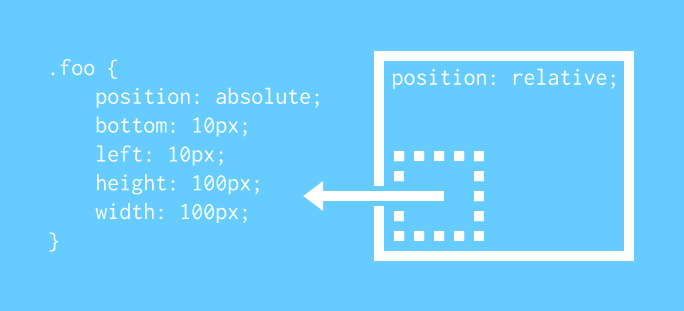 .foo {
position: absolute;
bottom: 10px;
left: 10px;
height: 100px;
width: 100px;
}
position: relative;